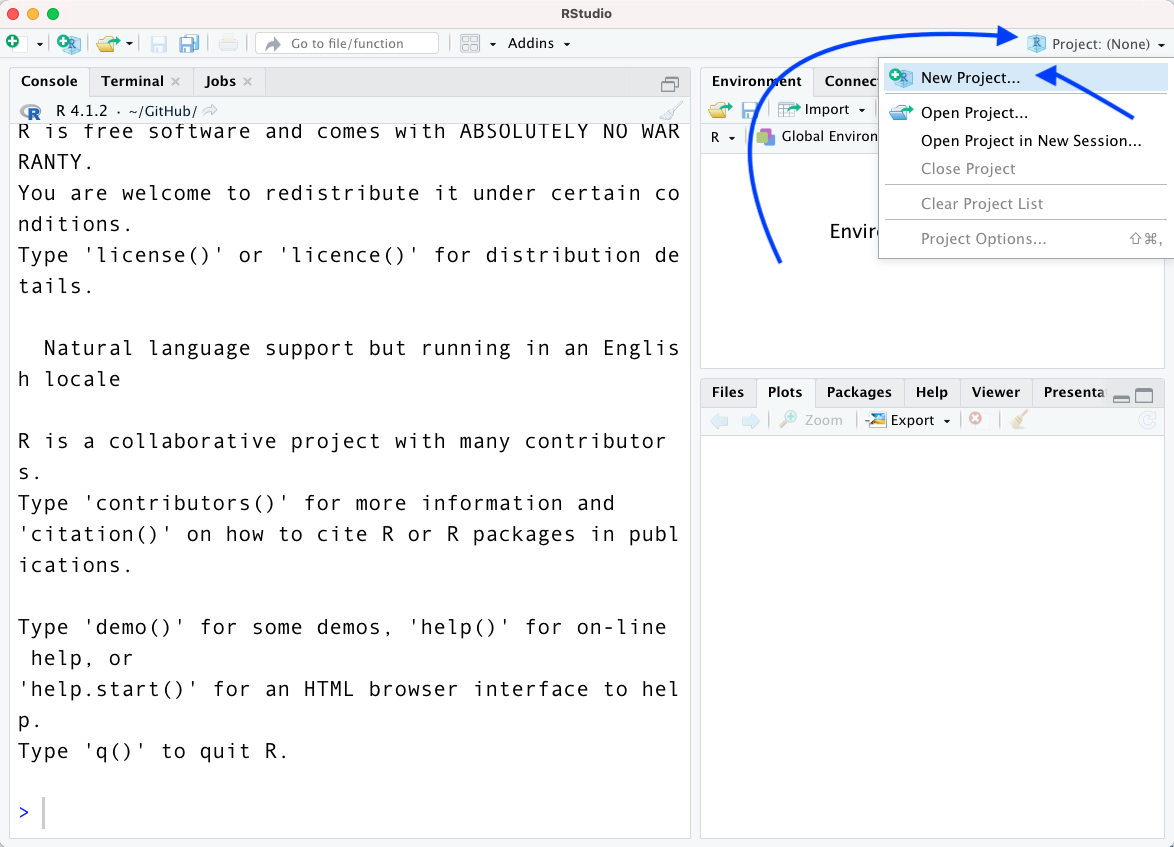 RStudio
Go to file/function
Addins
Project: (None)
Console
Terminal
Jobs
R 4.1.2 · ~/GitHub/
R is free software and comes with ABSOLUTELY NO WAR
RANTY.
You are welcome to redistribute it under certain co
nditions.
Type 'license()' or 'licence()' for distribution de
tails.
Natural language support but running in an Englis
h locale
R is a collaborative project with many contributor
s.
Type 'contributors()' for more information and
'citation()' on how to cite R or R packages in publ
ications.
Type 'demo()' for some demos, 'help()' for on-line
help, or
'help.start()' for an HTML browser interface to hel
p.
Type 'q()' to quit R.
>
Environment
Connec
Import
R
Global Environ
Envir
New Project...
Open Project...
Open Project in New Session...
Close Project
Clear Project List
Project Options... ⇧⌘,
Files
Plots
Packages
Help
Viewer
Presenta
Zoom
Export